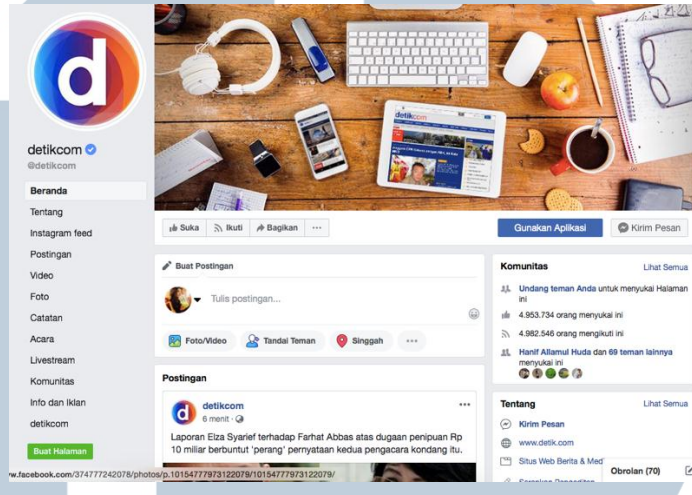 d
detikcom
@detikcom
Beranda
Tentang
Instagram feed
Postingan
Video
Foto
Catatan
Acara
Livestream
Komunitas
Info dan Iklan
detikcom
Buat Halaman
detikcom
Suka
Ikuti
Bagikan
Gunakan Aplikasi
Kirim Pesan
Buat Postingan
Tulis postingan...
Foto/Video
Tandai Teman
Singgah
Postingan
d
detikcom
6 menit
Laporan Elza Syarief terhadap Farhat Abbas atas dugaan penipuan Rp
10 miliar berbuntut 'perang' pernyataan kedua pengacara kondang itu.
Komunitas
Lihat Semua
Undang teman Anda untuk menyukai Halaman
ini
4.953.734 orang menyukai ini
4.982.546 orang mengikuti ini
Hanif Allamul Huda dan 69 teman lainnya
menyukai ini
Tentang
Lihat Semua
Kirim Pesan
www.detik.com
Situs Web Berita & Med
Obrolan (70)
w.facebook.com/374777242078/photos/p.10154777973122079/10154777973122079/